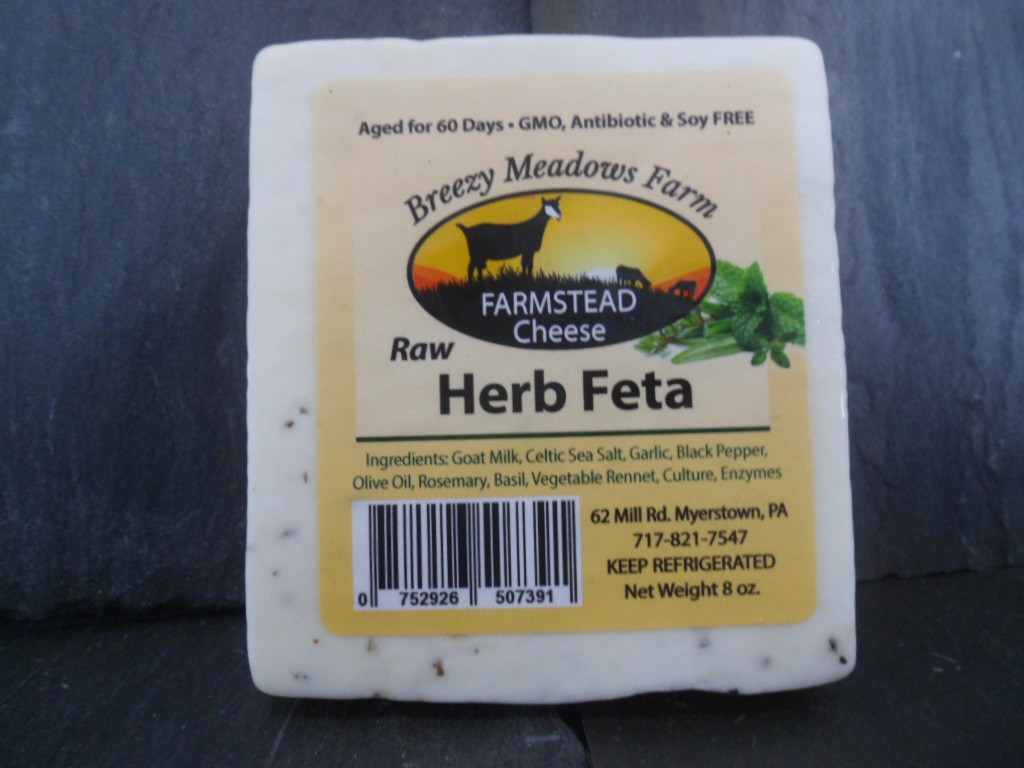 Aged for 60 Days • GMO, Antibiotic & Soy FREE
Breezy Meadows Farm
FARMSTEAD
Cheese
Raw
Herb Feta
Ingredients: Goat Milk, Celtic Sea Salt, Garlic, Black Pepper,
Olive Oil, Rosemary, Basil, Vegetable Rennet, Culture, Enzymes
62 Mill Rd. Myerstown, PA
717-821-7547
KEEP REFRIGERATED
Net Weight 8 oz.
0 752926 507391